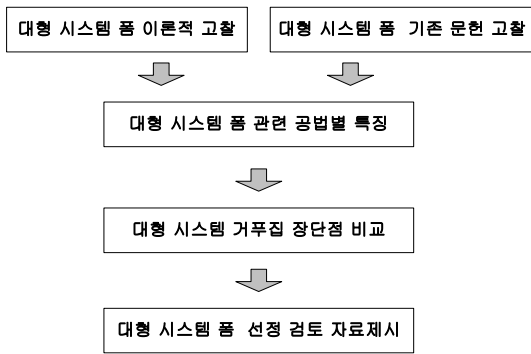 대형 시스템 폼 이론적 고찰
대형 시스템 폼 기존 문헌 고찰
대형 시스템 폼 관련 공법별 특징
대형 시스템 거푸집 장단점 비교
대형 시스템 폼 선정 검토 자료제시